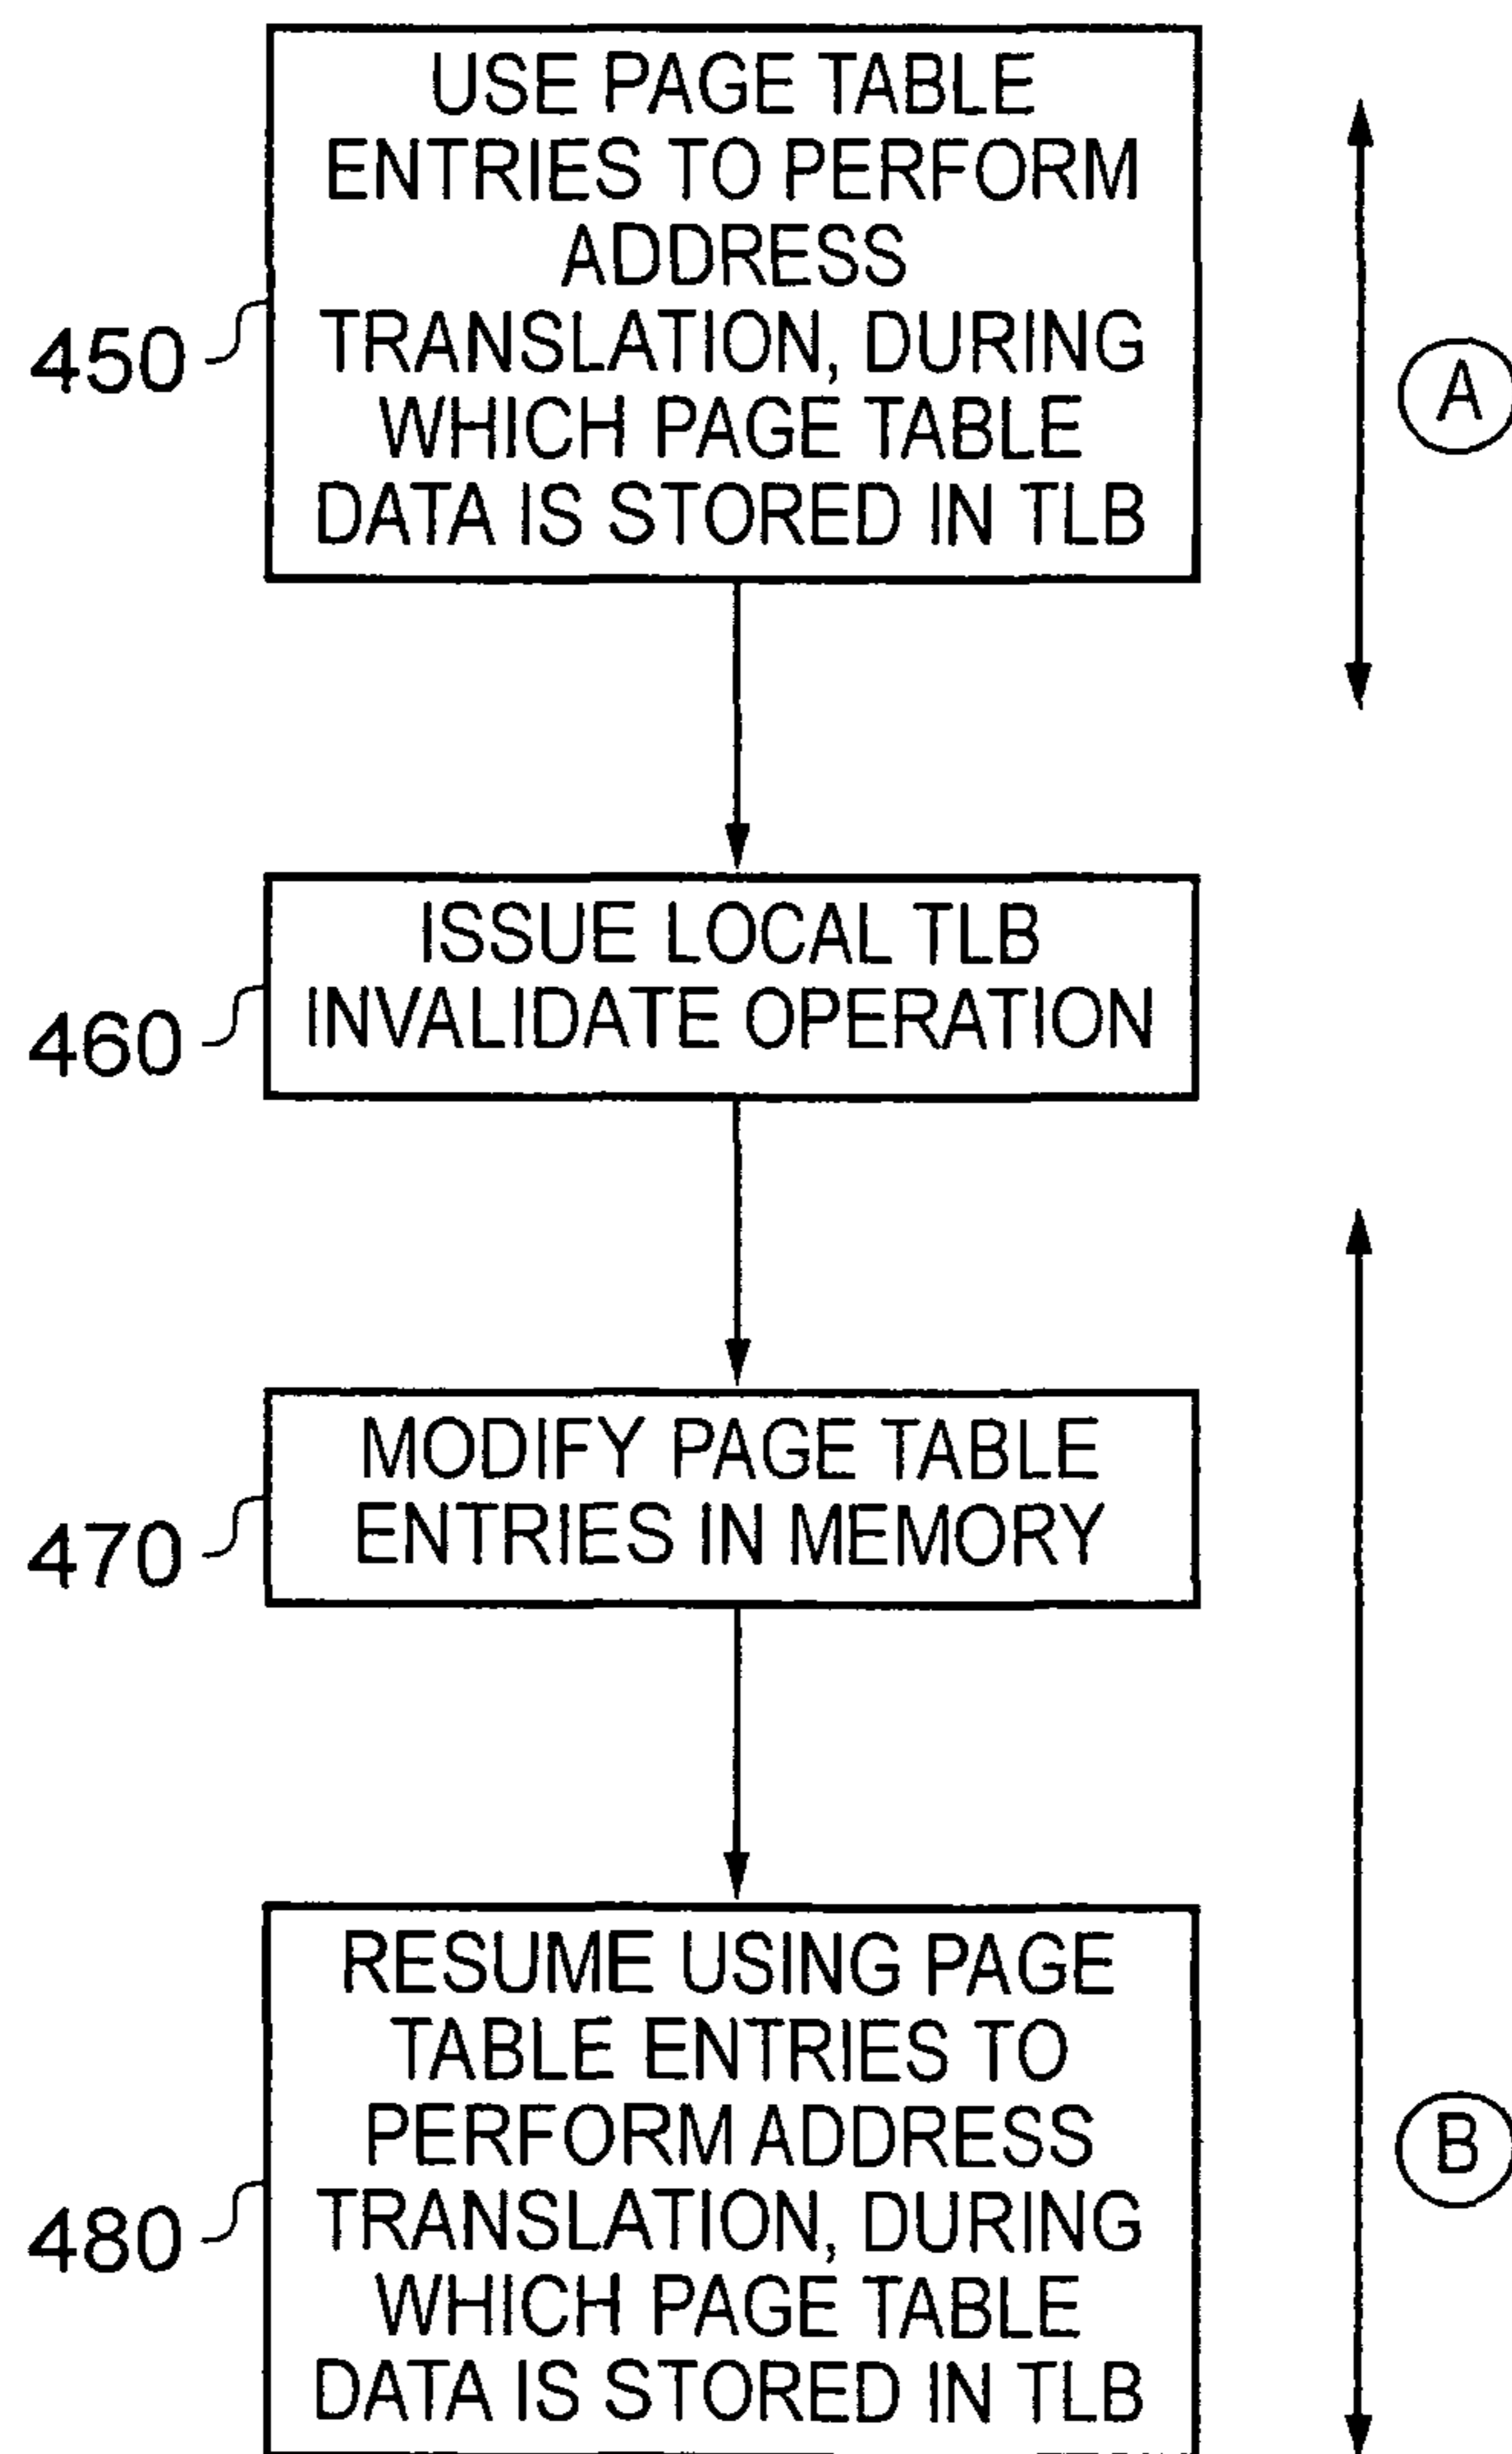 USE PAGE TABLE
ENTRIES TO PERFORM
ADDRESS
TRANSLATION, DURING
WHICH PAGE TABLE
DATA IS STORED IN TLB
450
A
ISSUE LOCAL TLB
INVALIDATE OPERATION
460
MODIFY PAGE TABLE
ENTRIES IN MEMORY
470
RESUME USING PAGE
TABLE ENTRIES TO
PERFORM ADDRESS
TRANSLATION, DURING
WHICH PAGE TABLE
DATA IS STORED IN TLB
480
B